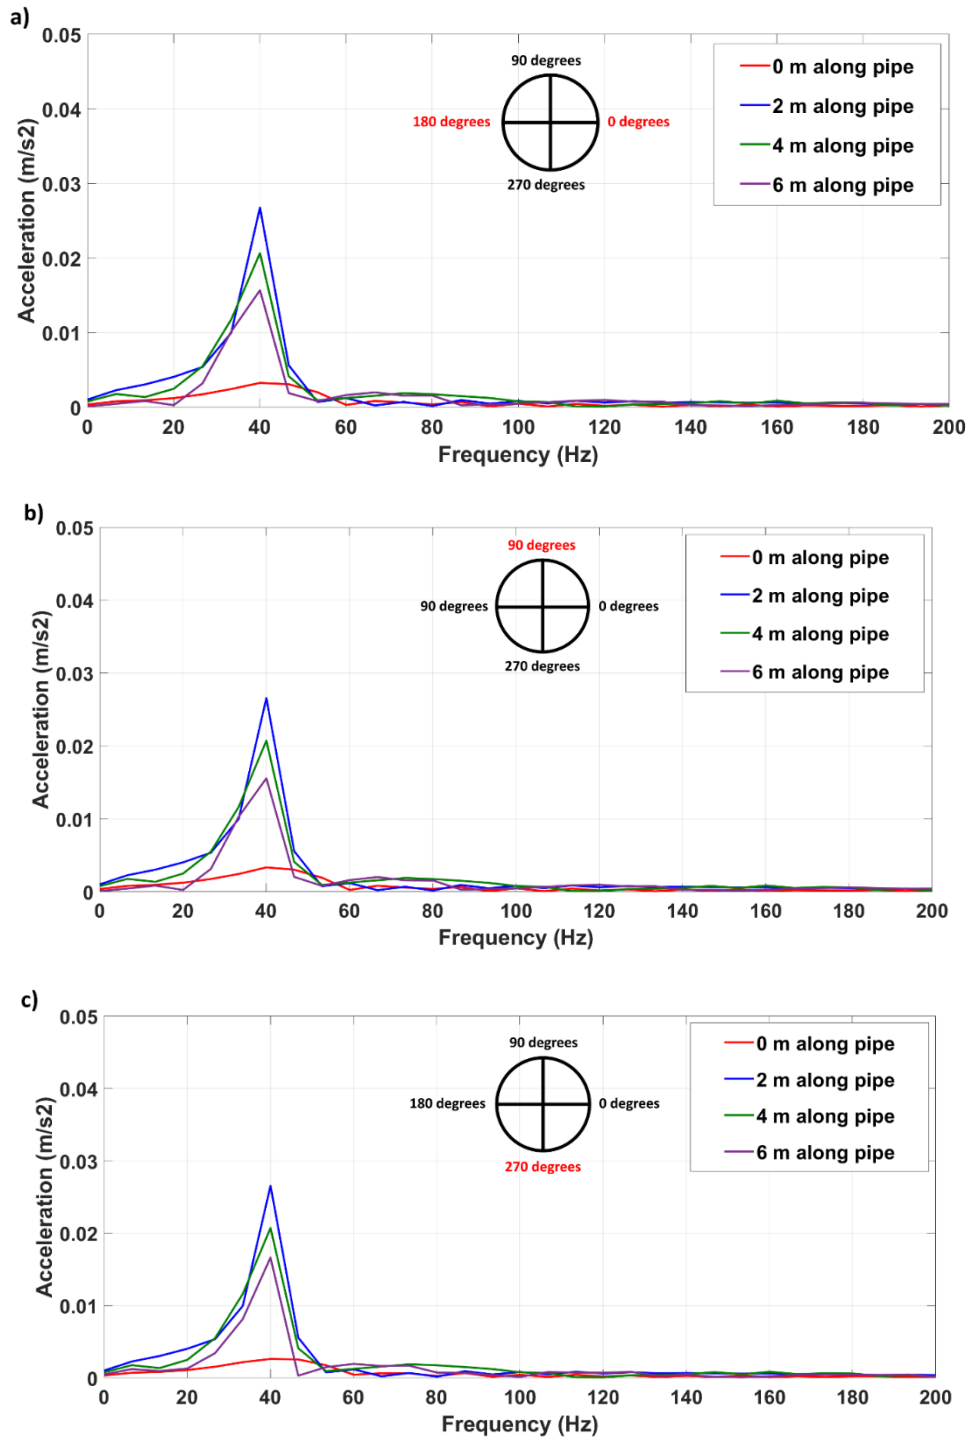 a)
0.05
0.04
0.03
0.02
0.01
0
Acceleration (m/s2)
90 degrees
180 degrees
0 degrees
270 degrees
0 m along pipe
2 m along pipe
4 m along pipe
6 m along pipe
0 20 40 60 80 100 120 140 160 180 200
Frequency (Hz)
b)
0.05
0.04
0.03
0.02
0.01
0
Acceleration (m/s2)
90 degrees
90 degrees
0 degrees
270 degrees
0 m along pipe
2 m along pipe
4 m along pipe
6 m along pipe
0 20 40 60 80 100 120 140 160 180 200
Frequency (Hz)
c)
0.05
0.04
0.03
0.02
0.01
0
Acceleration (m/s2)
90 degrees
180 degrees
0 degrees
270 degrees
0 m along pipe
2 m along pipe
4 m along pipe
6 m along pipe
0 20 40 60 80 100 120 140 160 180 200
Frequency (Hz)